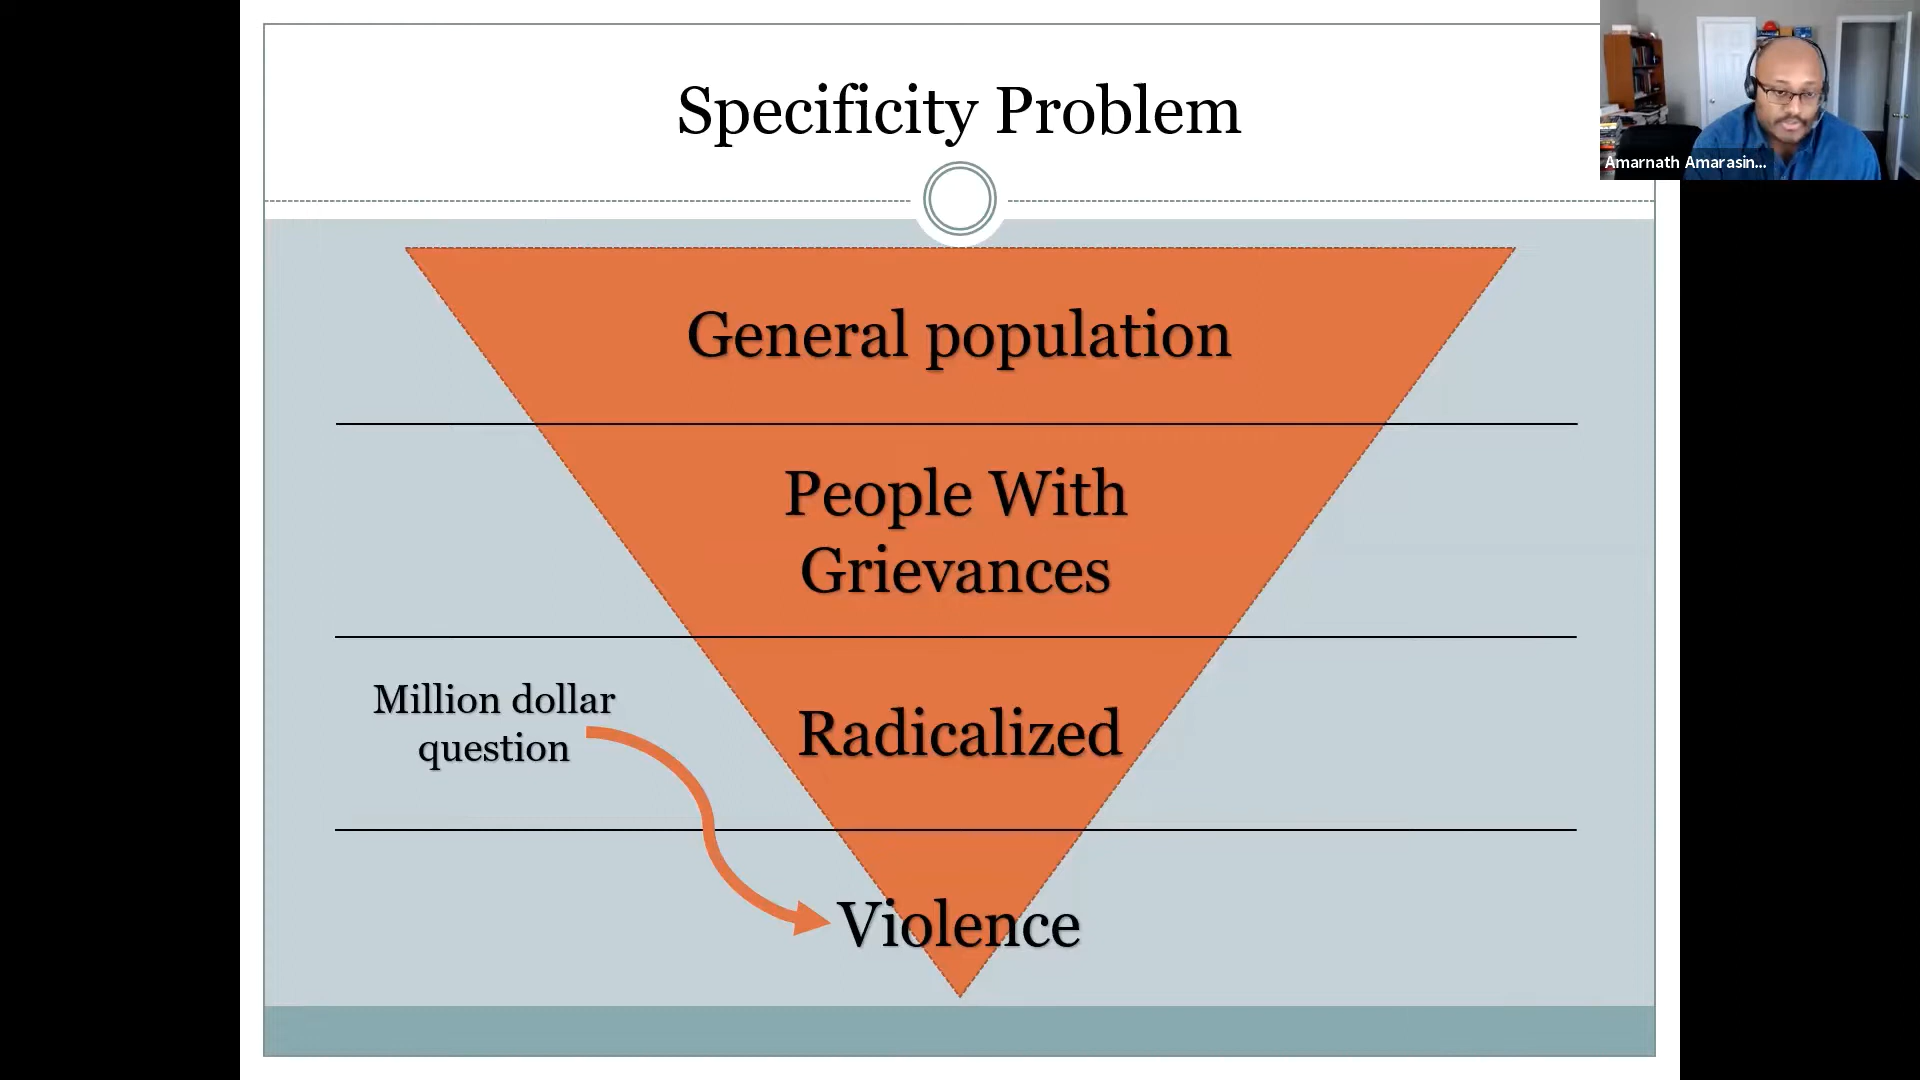 Specificity Problem
Amarnath Amarasin...
General population
People With
Grievances
Million dollar
question
Radicalized
Violence